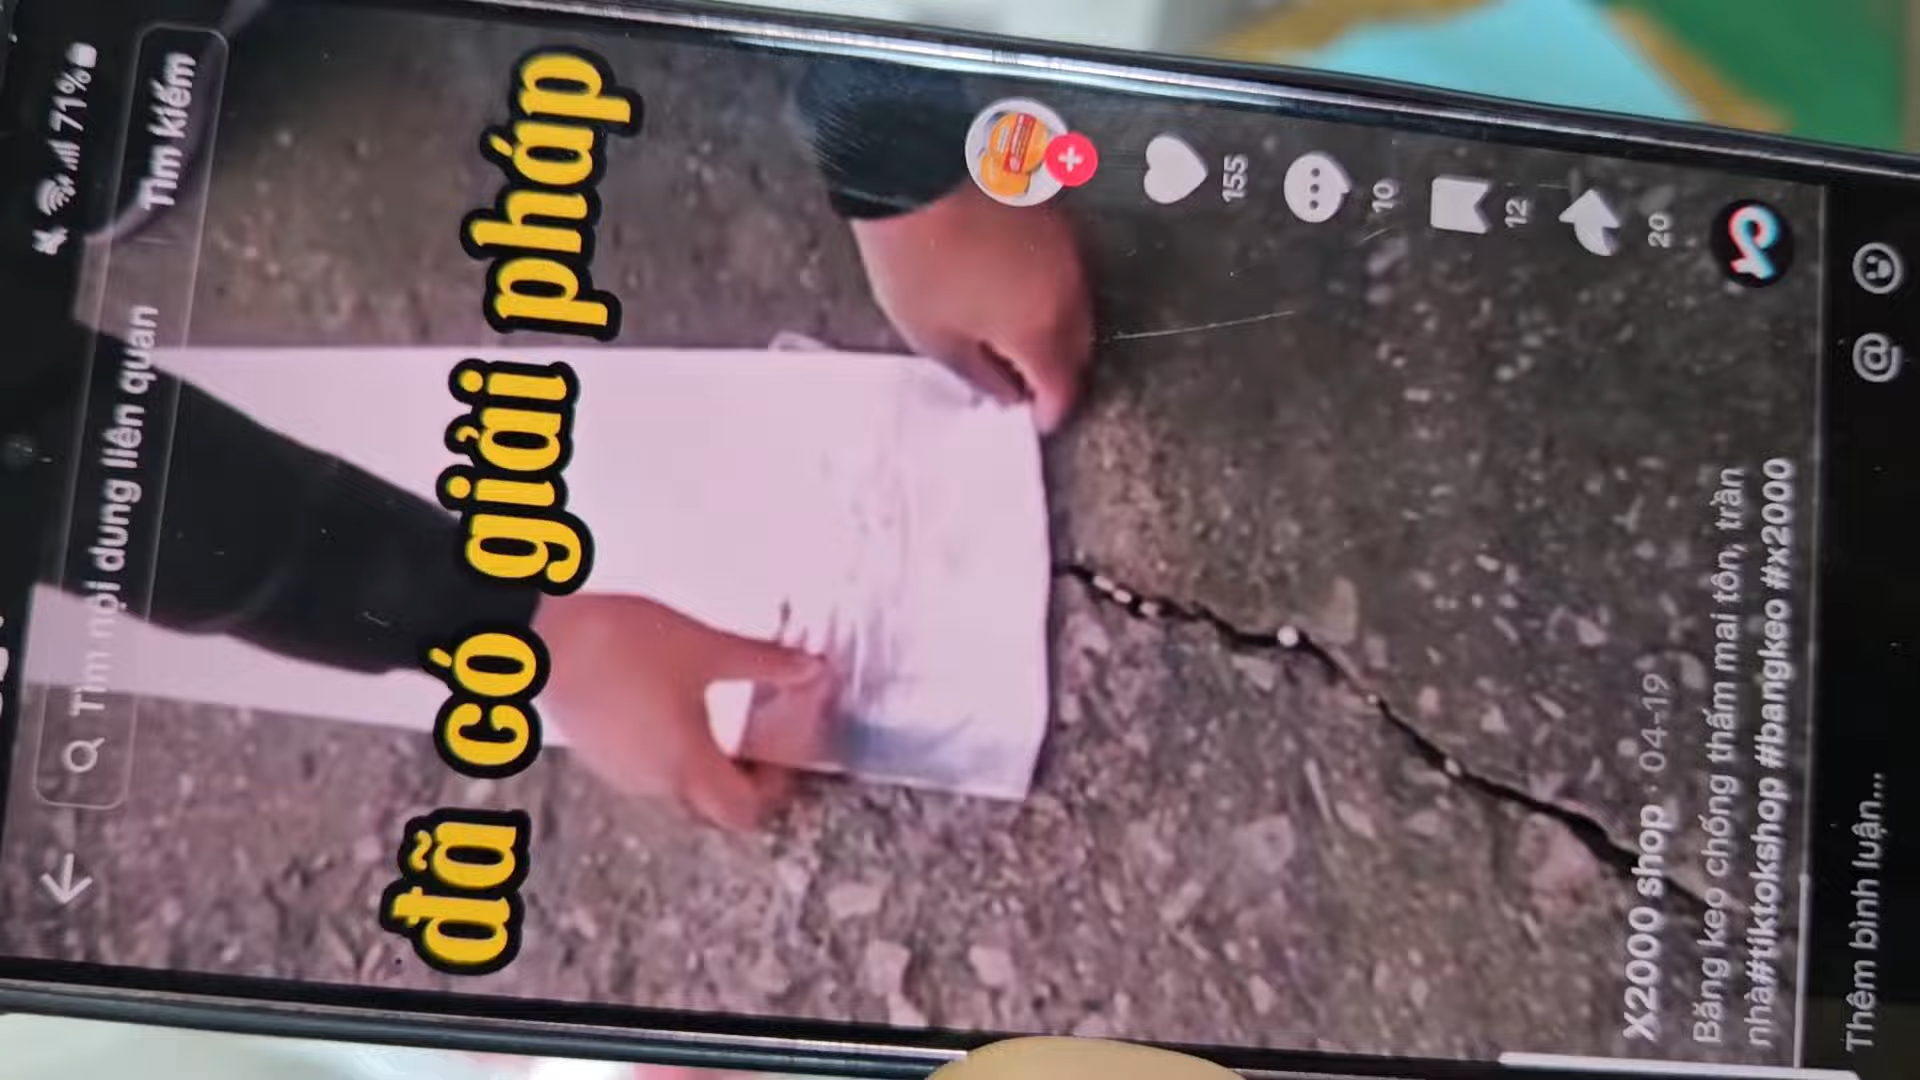 71%
Tìm nội dung liên quan
Tìm kiếm
đã có giải pháp
155
10
12
20
X2000 shop · 04-19
Băng keo chống thấm mai tôn, trần
nhà##tiktokshop #bangkeo #x2000
Thêm bình luận...
@